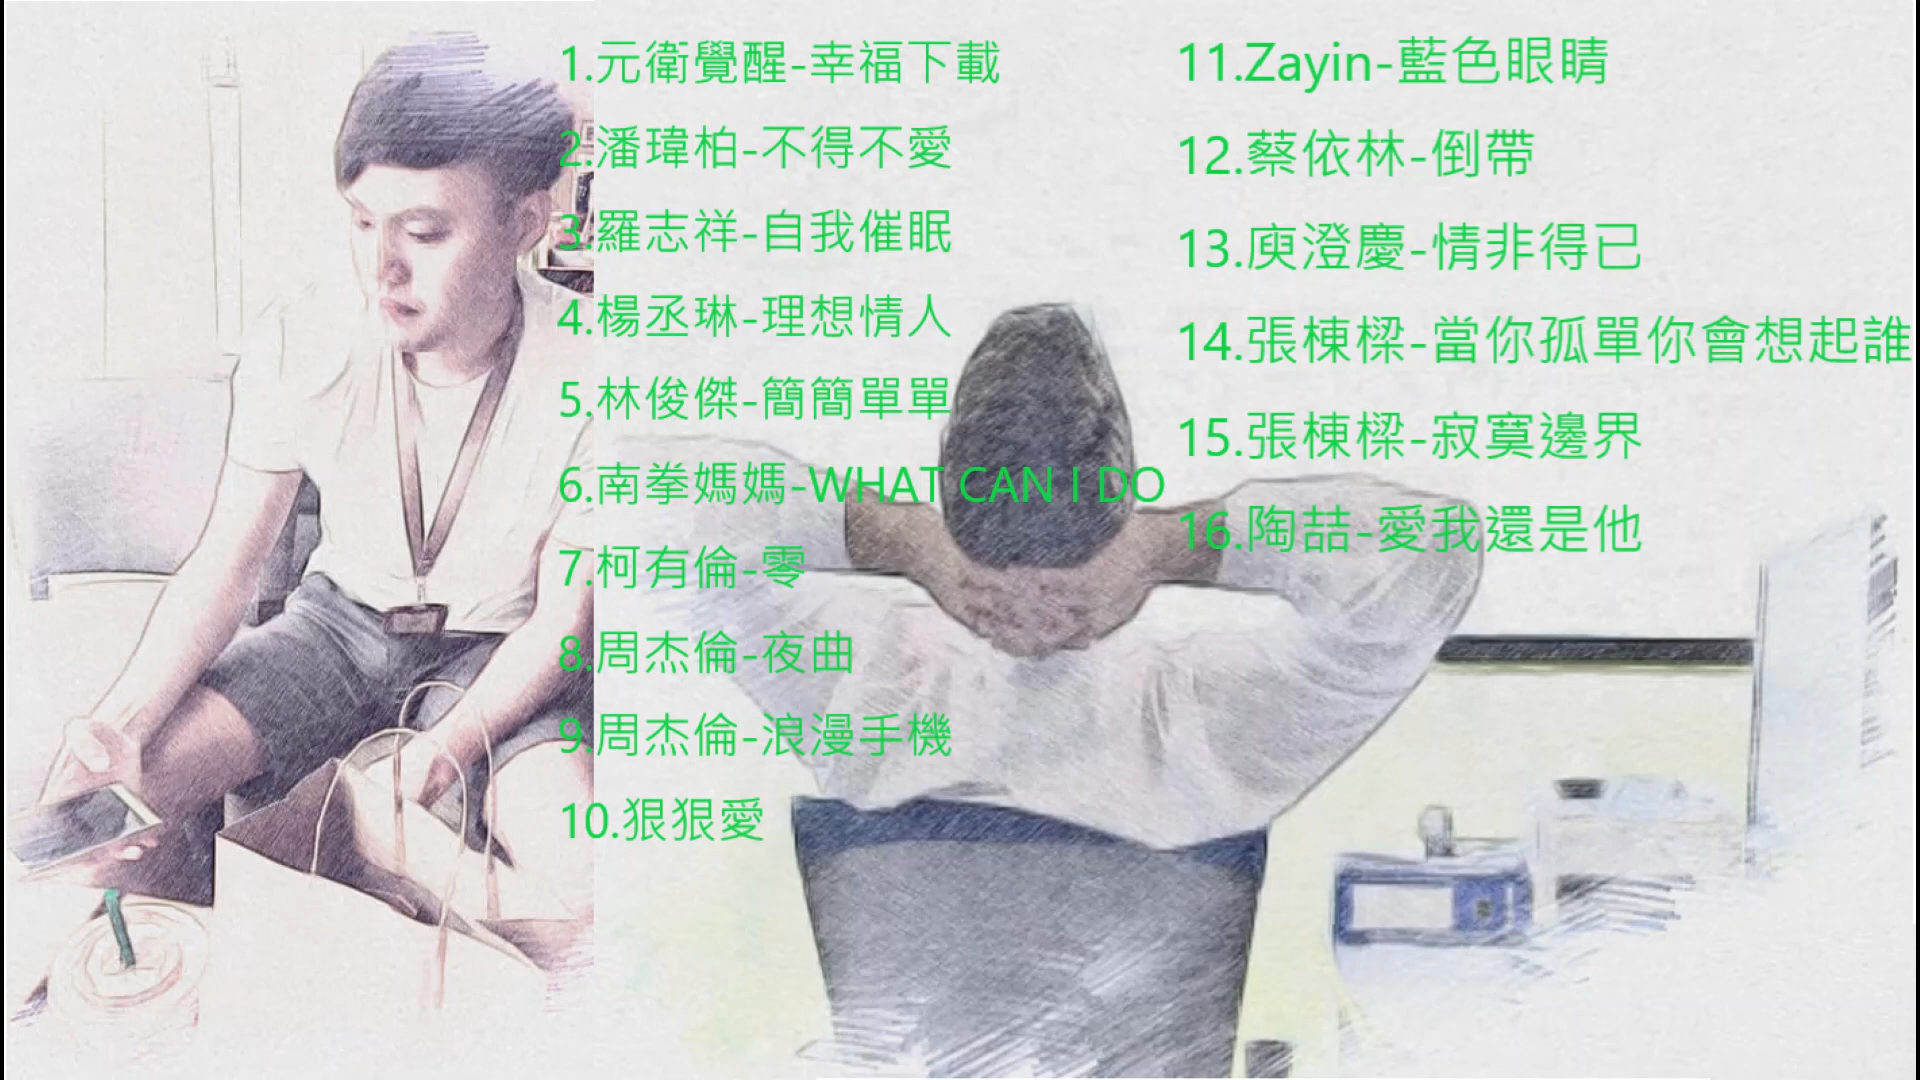 1.元衛覺醒-幸福下載
2.潘瑋柏-不得不愛
3.羅志祥-自我催眠
4.楊丞琳-理想情人
5.林俊傑-簡簡單單
6.南拳媽媽-WHAT CAN I DO
7.柯有倫-零
8.周杰倫-夜曲
9.周杰倫-浪漫手機
10.狠狠愛
11.Zayin-藍色眼睛
12.蔡依林-倒帶
13.庾澄慶-情非得已
14.張棟樑-當你孤單你會想起誰
15.張棟樑-寂寞邊界
16.陶喆-愛我還是他